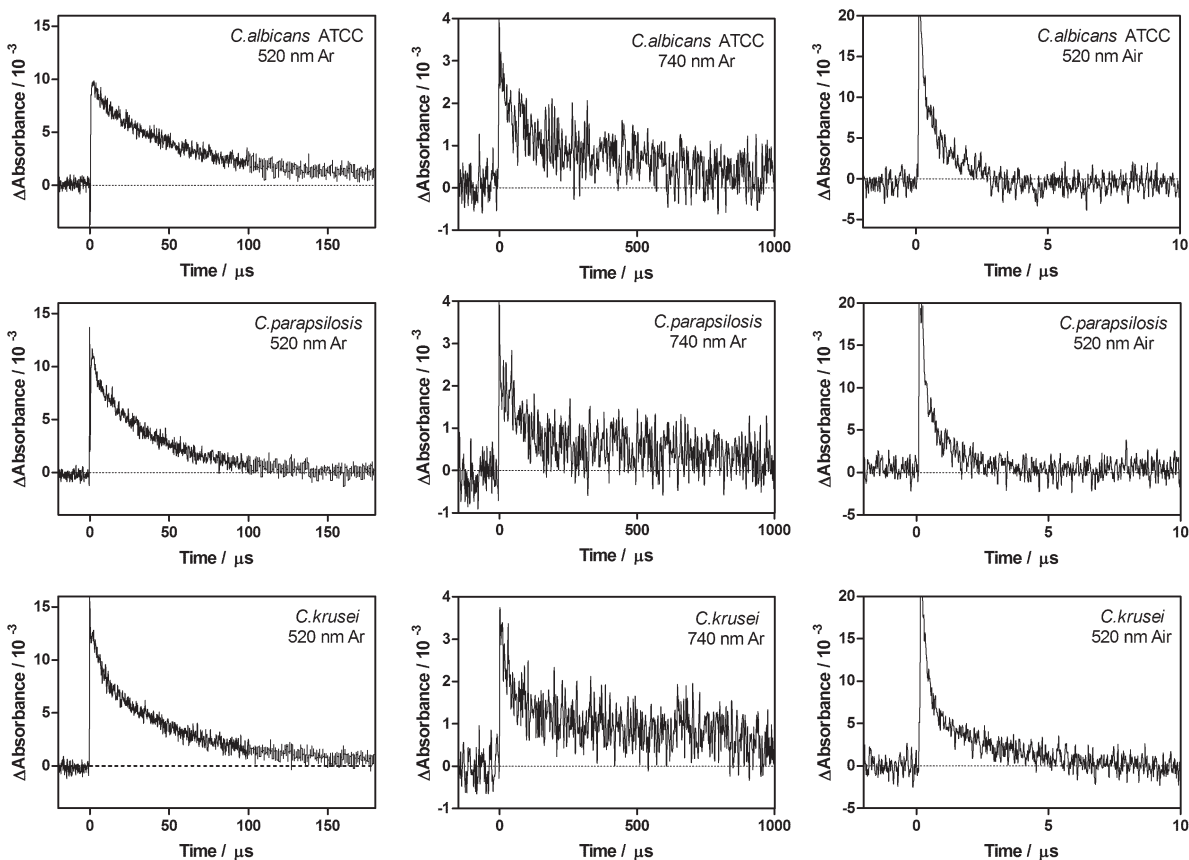 C.albicans ATCC
520 nm Ar
ΔAbsorbance / 10 -3
15
10
5
0
0 50 100 150
Time / μs
C.albicans ATCC
740 nm Ar
ΔAbsorbance / 10 -3
4
3
2
1
0
-1
0 500 1000
Time / μs
C.albicans ATCC
520 nm Air
ΔAbsorbance / 10 -3
20
15
10
5
0
-5
0 5 10
Time / μs
C.parapsilosis
520 nm Ar
ΔAbsorbance / 10 -3
15
10
5
0
0 50 100 150
Time / μs
C.parapsilosis
740 nm Ar
ΔAbsorbance / 10 -3
4
3
2
1
0
-1
0 500 1000
Time / μs
C.parapsilosis
520 nm Air
ΔAbsorbance / 10 -3
20
15
10
5
0
-5
0 5 10
Time / μs
C.krusei
520 nm Ar
ΔAbsorbance / 10 -3
15
10
5
0
0 50 100 150
Time / μs
C.krusei
740 nm Ar
ΔAbsorbance / 10 -3
4
3
2
1
0
-1
0 500 1000
Time / μs
C.krusei
520 nm Air
ΔAbsorbance / 10 -3
20
15
10
5
0
-5
0 5 10
Time / μs